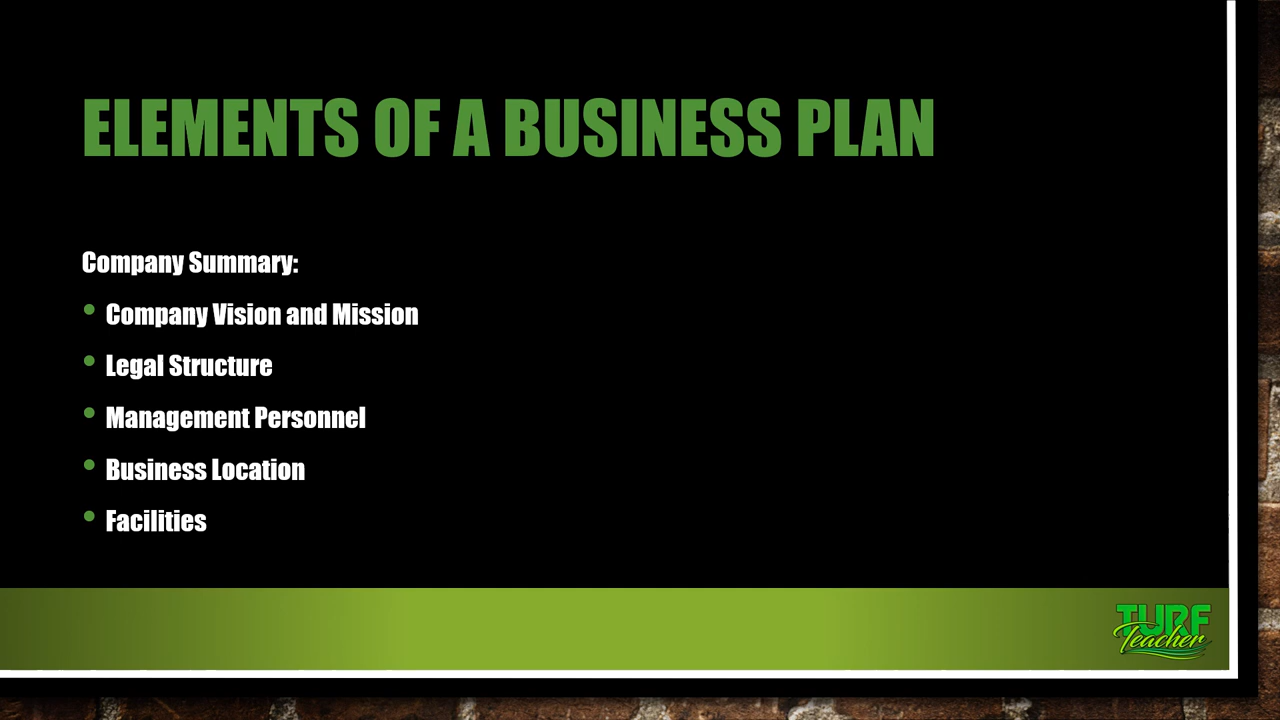 ELEMENTS OF A BUSINESS PLAN
Company Summary:
• Company Vision and Mission
• Legal Structure
• Management Personnel
• Business Location
• Facilities
TURF
Teacher